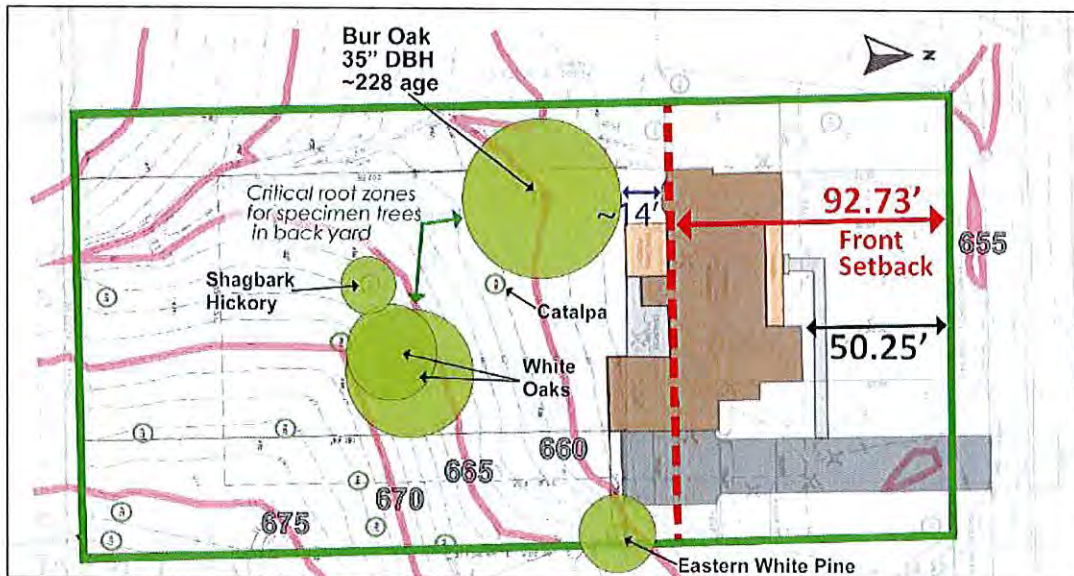 Bur Oak
35" DBH
~228 age
N
Critical root zones
for specimen trees
in back yard
~14'
92.73'
Front
Setback
655
Shagbark
Hickory
Catalpa
50.25'
White
Oaks
660
665
670
675
Eastern White Pine